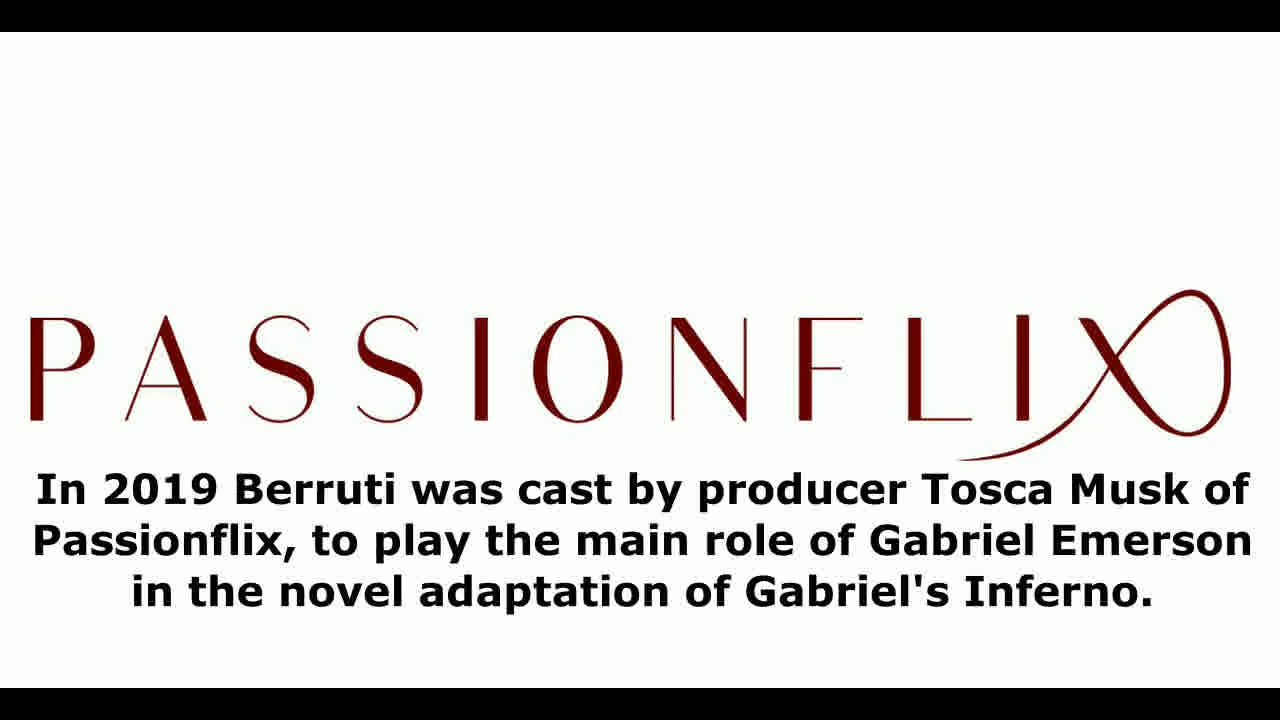 PASSIONFLIX
In 2019 Berruti was cast by producer Tosca Musk of
Passionflix, to play the main role of Gabriel Emerson
in the novel adaptation of Gabriel's Inferno.